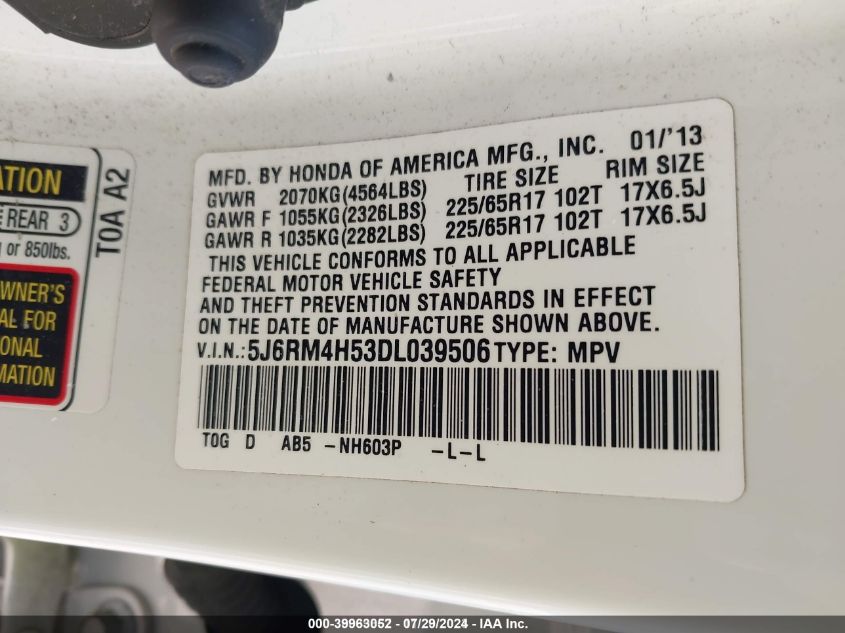 MFD. BY HONDA OF AMERICA MFG., INC. 01/'13
GVWR 2070KG(4564LBS) TIRE SIZE RIM SIZE
GAWR F 1055KG(2326LBS) 225/65R17 102T 17X6.5J
GAWR R 1035KG(2282LBS) 225/65R17 102T 17X6.5J
THIS VEHICLE CONFORMS TO ALL APPLICABLE
FEDERAL MOTOR VEHICLE SAFETY
AND THEFT PREVENTION STANDARDS IN EFFECT
ON THE DATE OF MANUFACTURE SHOWN ABOVE.
V.I.N.: 5J6RM4H53DL039506 TYPE: MPV
TOG D AB5 -NH603P -L-L
ATION
E REAR 3
or 850lbs.
WNER'S
AL FOR
ONAL
MATION
TOA A2
000-39963052 - 07/29/2024 - IAA Inc.